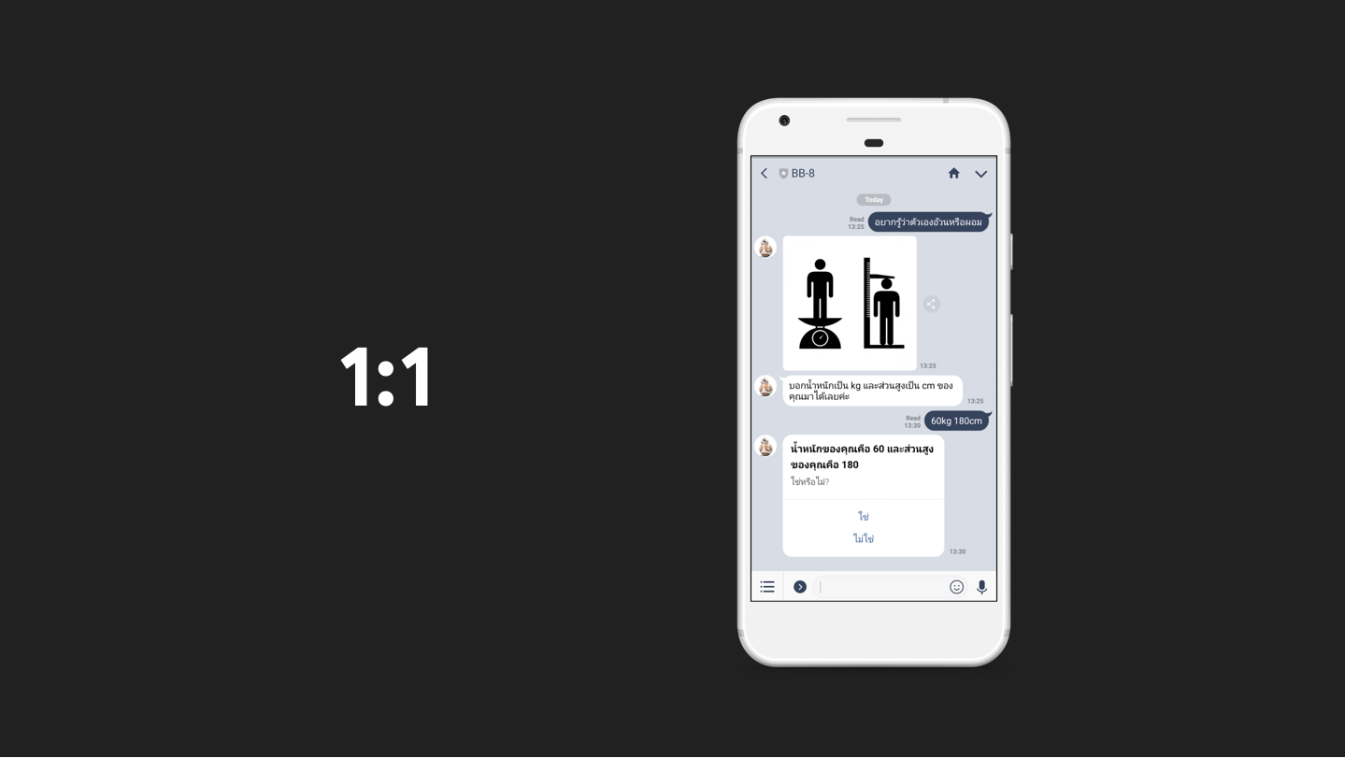 1:1
BB-8
Today
Read
13:25
อยากรู้ว่าตัวเองอ้วนหรือผอม
13:25
บอกน้ำหนักเป็น kg และส่วนสูงเป็น cm ของ
คุณมาได้เลยค่ะ
13:25
Read
13:30
60kg 180cm
น้ำหนักของคุณคือ 60 และส่วนสูง
ของคุณคือ 180
ใช่หรือไม่?
ใช่
ไม่ใช่
13:30